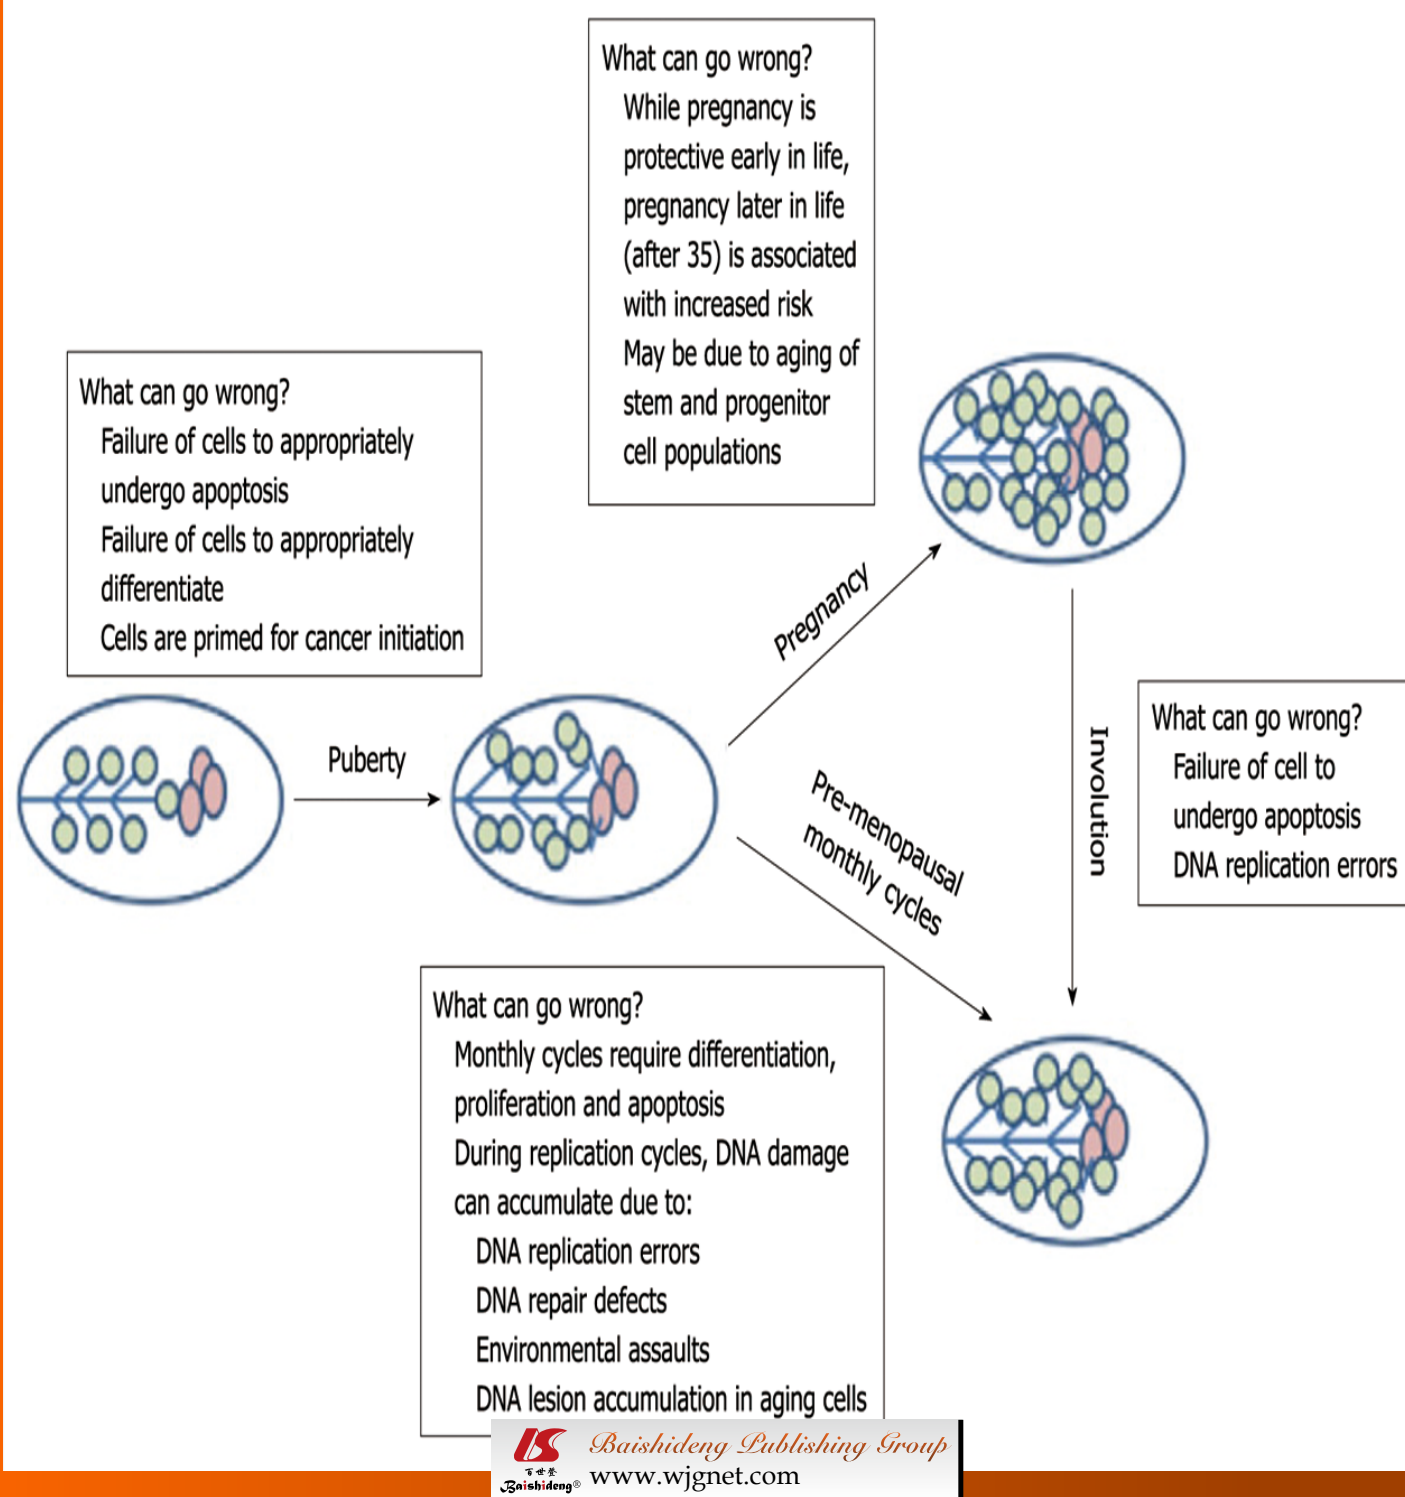 What can go wrong?
While pregnancy is
protective early in life,
pregnancy later in life
(after 35) is associated
with increased risk
May be due to aging of
stem and progenitor
cell populations
What can go wrong?
Failure of cells to appropriately
undergo apoptosis
Failure of cells to appropriately
differentiate
Cells are primed for cancer initiation
Puberty
Pregnancy
Pre-menopausal
monthly cycles
Involution
What can go wrong?
Failure of cell to
undergo apoptosis
DNA replication errors
What can go wrong?
Monthly cycles require differentiation,
proliferation and apoptosis
During replication cycles, DNA damage
can accumulate due to:
DNA replication errors
DNA repair defects
Environmental assaults
DNA lesion accumulation in aging cells
百世登
Baishideng®
Baishideng Publishing Group
www.wjgnet.com